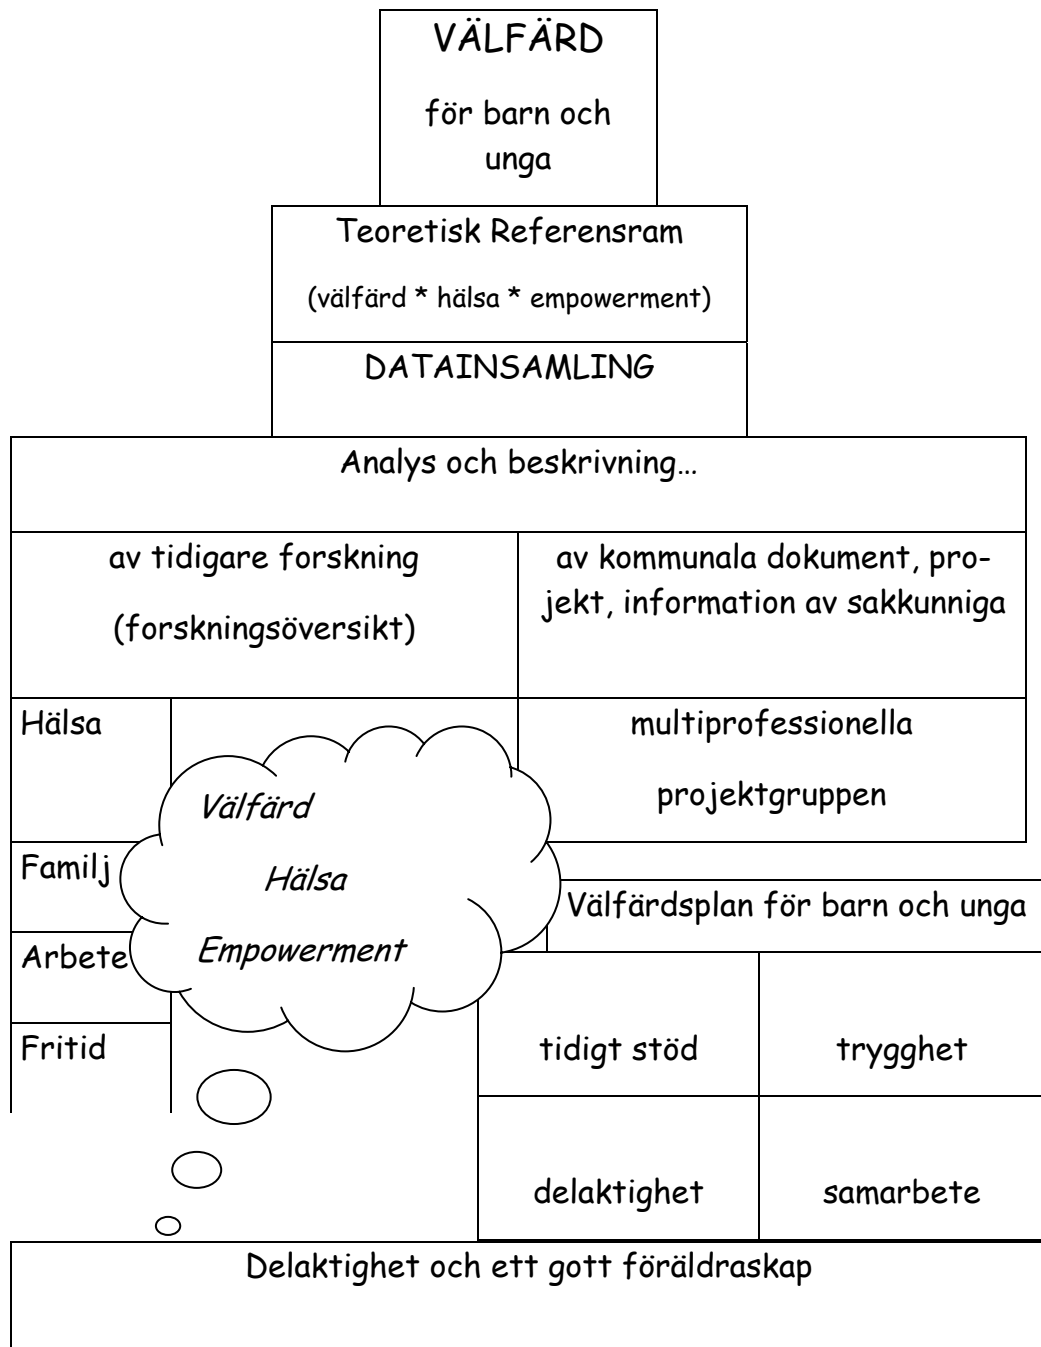 VÄLFÄRD
för barn och
unga
Teoretisk Referensram
(välfärd * hälsa * empowerment)
DATAINSAMLING
Analys och beskrivning…
av tidigare forskning
(forskningsöversikt)
av kommunala dokument, pro-
jekt, information av sakkunniga
Hälsa
multiprofessionella
projektgruppen
Välfärd
Hälsa
Empowerment
Familj
Välfärdsplan för barn och unga
Arbete
Fritid
tidigt stöd
trygghet
delaktighet
samarbete
Delaktighet och ett gott föräldraskap